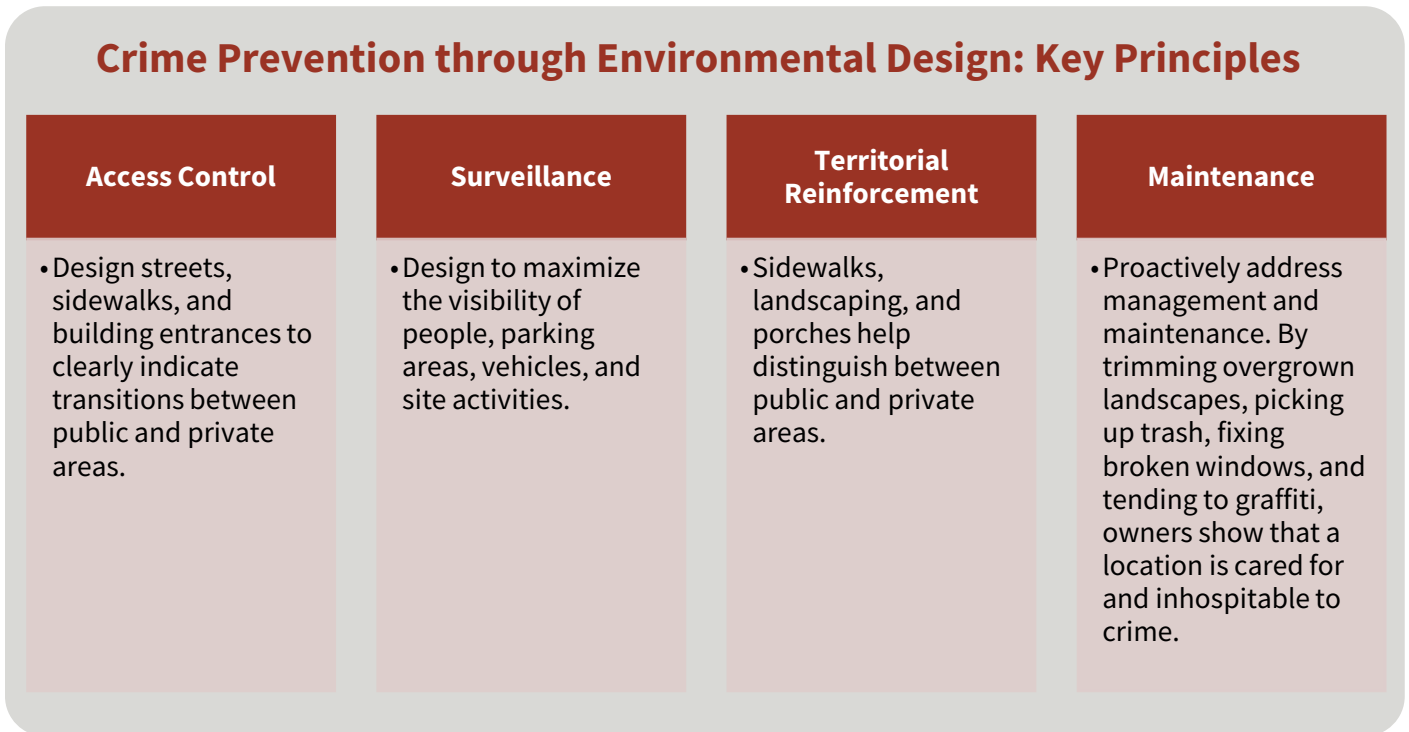 Crime Prevention through Environmental Design: Key Principles
Access Control
• Design streets,
sidewalks, and
building entrances to
clearly indicate
transitions between
public and private
areas.
Surveillance
• Design to maximize
the visibility of
people, parking
areas, vehicles, and
site activities.
Territorial
Reinforcement
• Sidewalks,
landscaping, and
porches help
distinguish between
public and private
areas.
Maintenance
• Proactively address
management and
maintenance. By
trimming overgrown
landscapes, picking
up trash, fixing
broken windows, and
tending to graffiti,
owners show that a
location is cared for
and inhospitable to
crime.